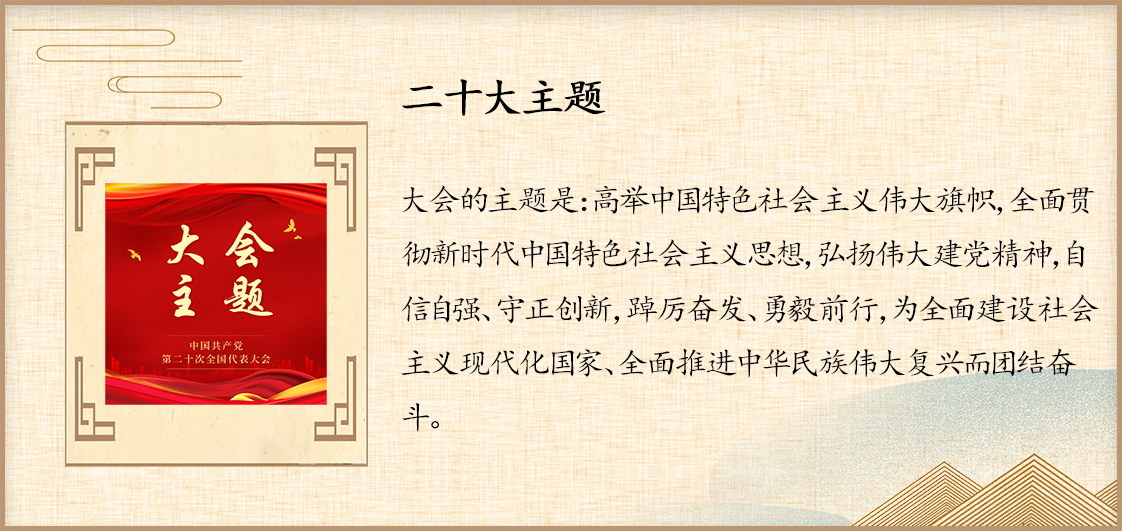 二十大主题
大会
主题
中国共产党
第二十次全国代表大会
大会的主题是:高举中国特色社会主义伟大旗帜,全面贯
彻新时代中国特色社会主义思想,弘扬伟大建党精神,自
信自强、守正创新,踔厉奋发、勇毅前行,为全面建设社会
主义现代化国家、全面推进中华民族伟大复兴而团结奋
斗。